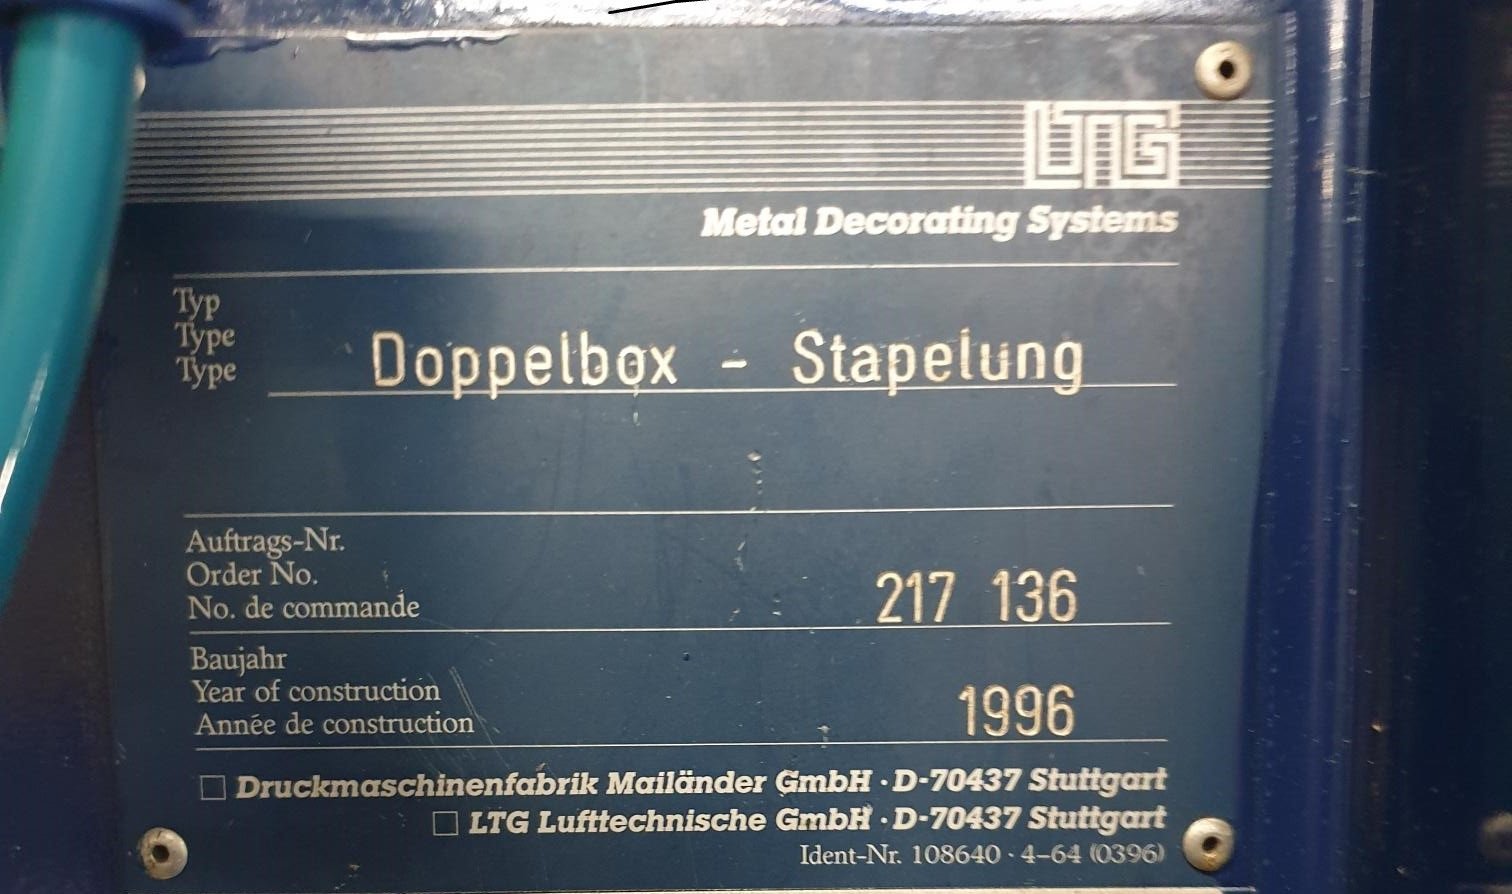 LTG
Metal Decorating Systems
Typ
Type
Type
Doppelbox - Stapelung
Auftrags-Nr.
Order No.
No. de commande
217 136
Baujahr
Year of construction
Année de construction
1996
Druckmaschinenfabrik Mailänder GmbH · D-70437 Stuttgart
LTG Lufttechnische GmbH · D-70437 Stuttgart
Ident-Nr. 108640 · 4-64 (0396)